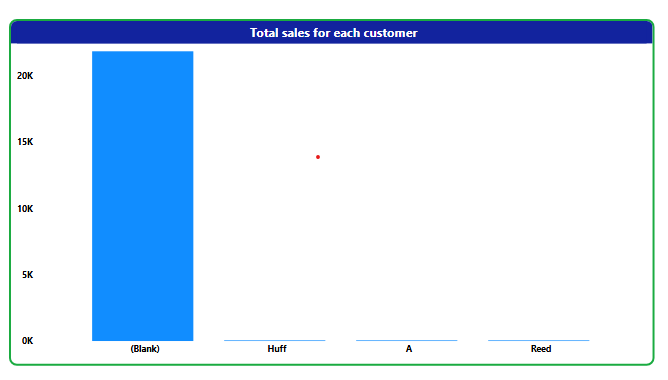 Total sales for each customer
20K
15K
10K
5K
0K
(Blank) Huff A Reed